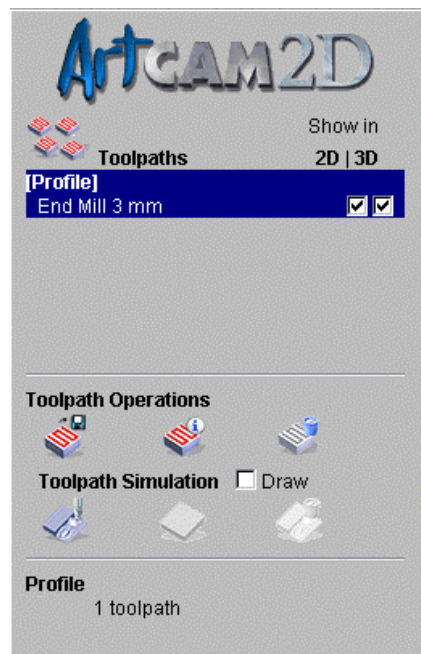 ArtCAM2D
Show in
Toolpaths 2D | 3D
[Profile]
End Mill 3 mm
Toolpath Operations
Toolpath Simulation Draw
Profile
1 toolpath